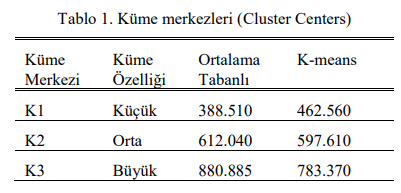 Tablo 1. Küme merkezleri (Cluster Centers)
Küme Merkezi Küme Özelliği Ortalama Tabanlı K-means
K1 Küçük 388.510 462.560
K2 Orta 612.040 597.610
K3 Büyük 880.885 783.370